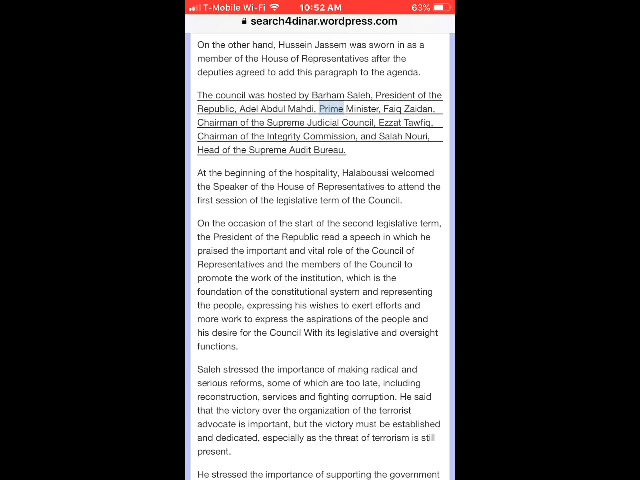 T-Mobile Wi-Fi 10:52 AM 63%
search4dinar.wordpress.com
On the other hand, Hussein Jassem was sworn in as a
member of the House of Representatives after the
deputies agreed to add this paragraph to the agenda.
The council was hosted by Barham Saleh, President of the
Republic, Adel Abdul Mahdi, Prime Minister, Faiq Zaidan,
Chairman of the Supreme Judicial Council, Ezzat Tawfiq,
Chairman of the Integrity Commission, and Salah Nouri,
Head of the Supreme Audit Bureau.
At the beginning of the hospitality, Halaboussi welcomed
the Speaker of the House of Representatives to attend the
first session of the legislative term of the Council.
On the occasion of the start of the second legislative term,
the President of the Republic read a speech in which he
praised the important and vital role of the Council of
Representatives and the members of the Council to
promote the work of the institution, which is the
foundation of the constitutional system and representing
the people, expressing his wishes to exert efforts and
more work to express the aspirations of the people and
his desire for the Council With its legislative and oversight
functions.
Saleh stressed the importance of making radical and
serious reforms, some of which are too late, including
reconstruction, services and fighting corruption. He said
that the victory over the organization of the terrorist
advocate is important, but the victory must be established
and dedicated, especially as the threat of terrorism is still
present.
He stressed the importance of supporting the government